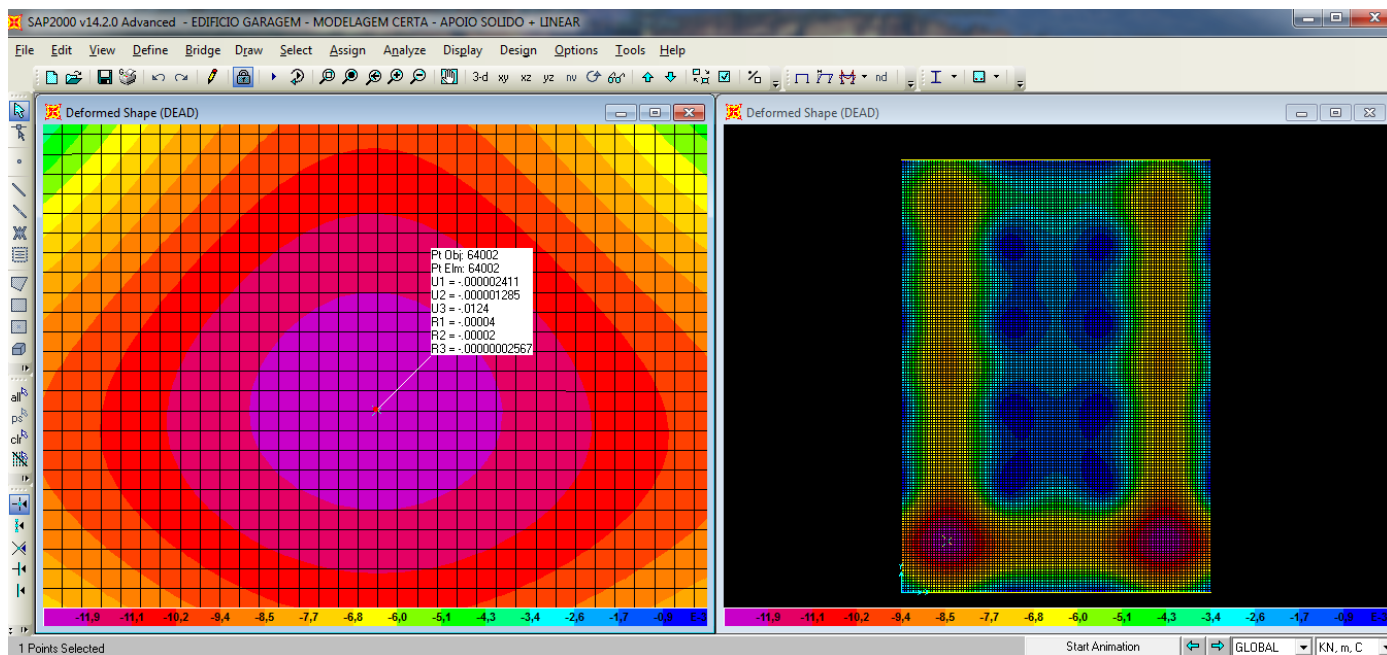 SAP2000 v14.2.0 Advanced - EDIFICIO GARAGEM - MODELAGEM CERTA - APOIO SOLIDO + LINEAR
File Edit View Define Bridge Draw Select Assign Analyze Display Design Options Tools Help
3-d xy xz yz nv nd
Deformed Shape (DEAD)
Pt Obj: 64002
Pt Elm: 64002
U1 = -.000002411
U2 = -.000001285
U3 = -.0124
R1 = -.00004
R2 = -.00002
R3 = -.00000002567
-11,9 -11,1 -10,2 -9,4 -8,5 -7,7 -6,8 -6,0 -5,1 -4,3 -3,4 -2,6 -1,7 -0,9 E-3
Deformed Shape (DEAD)
-11,9 -11,1 -10,2 -9,4 -8,5 -7,7 -6,8 -6,0 -5,1 -4,3 -3,4 -2,6 -1,7 -0,9 E-3
all
ps
clr
1 Points Selected
Start Animation
GLOBAL
KN, m, C